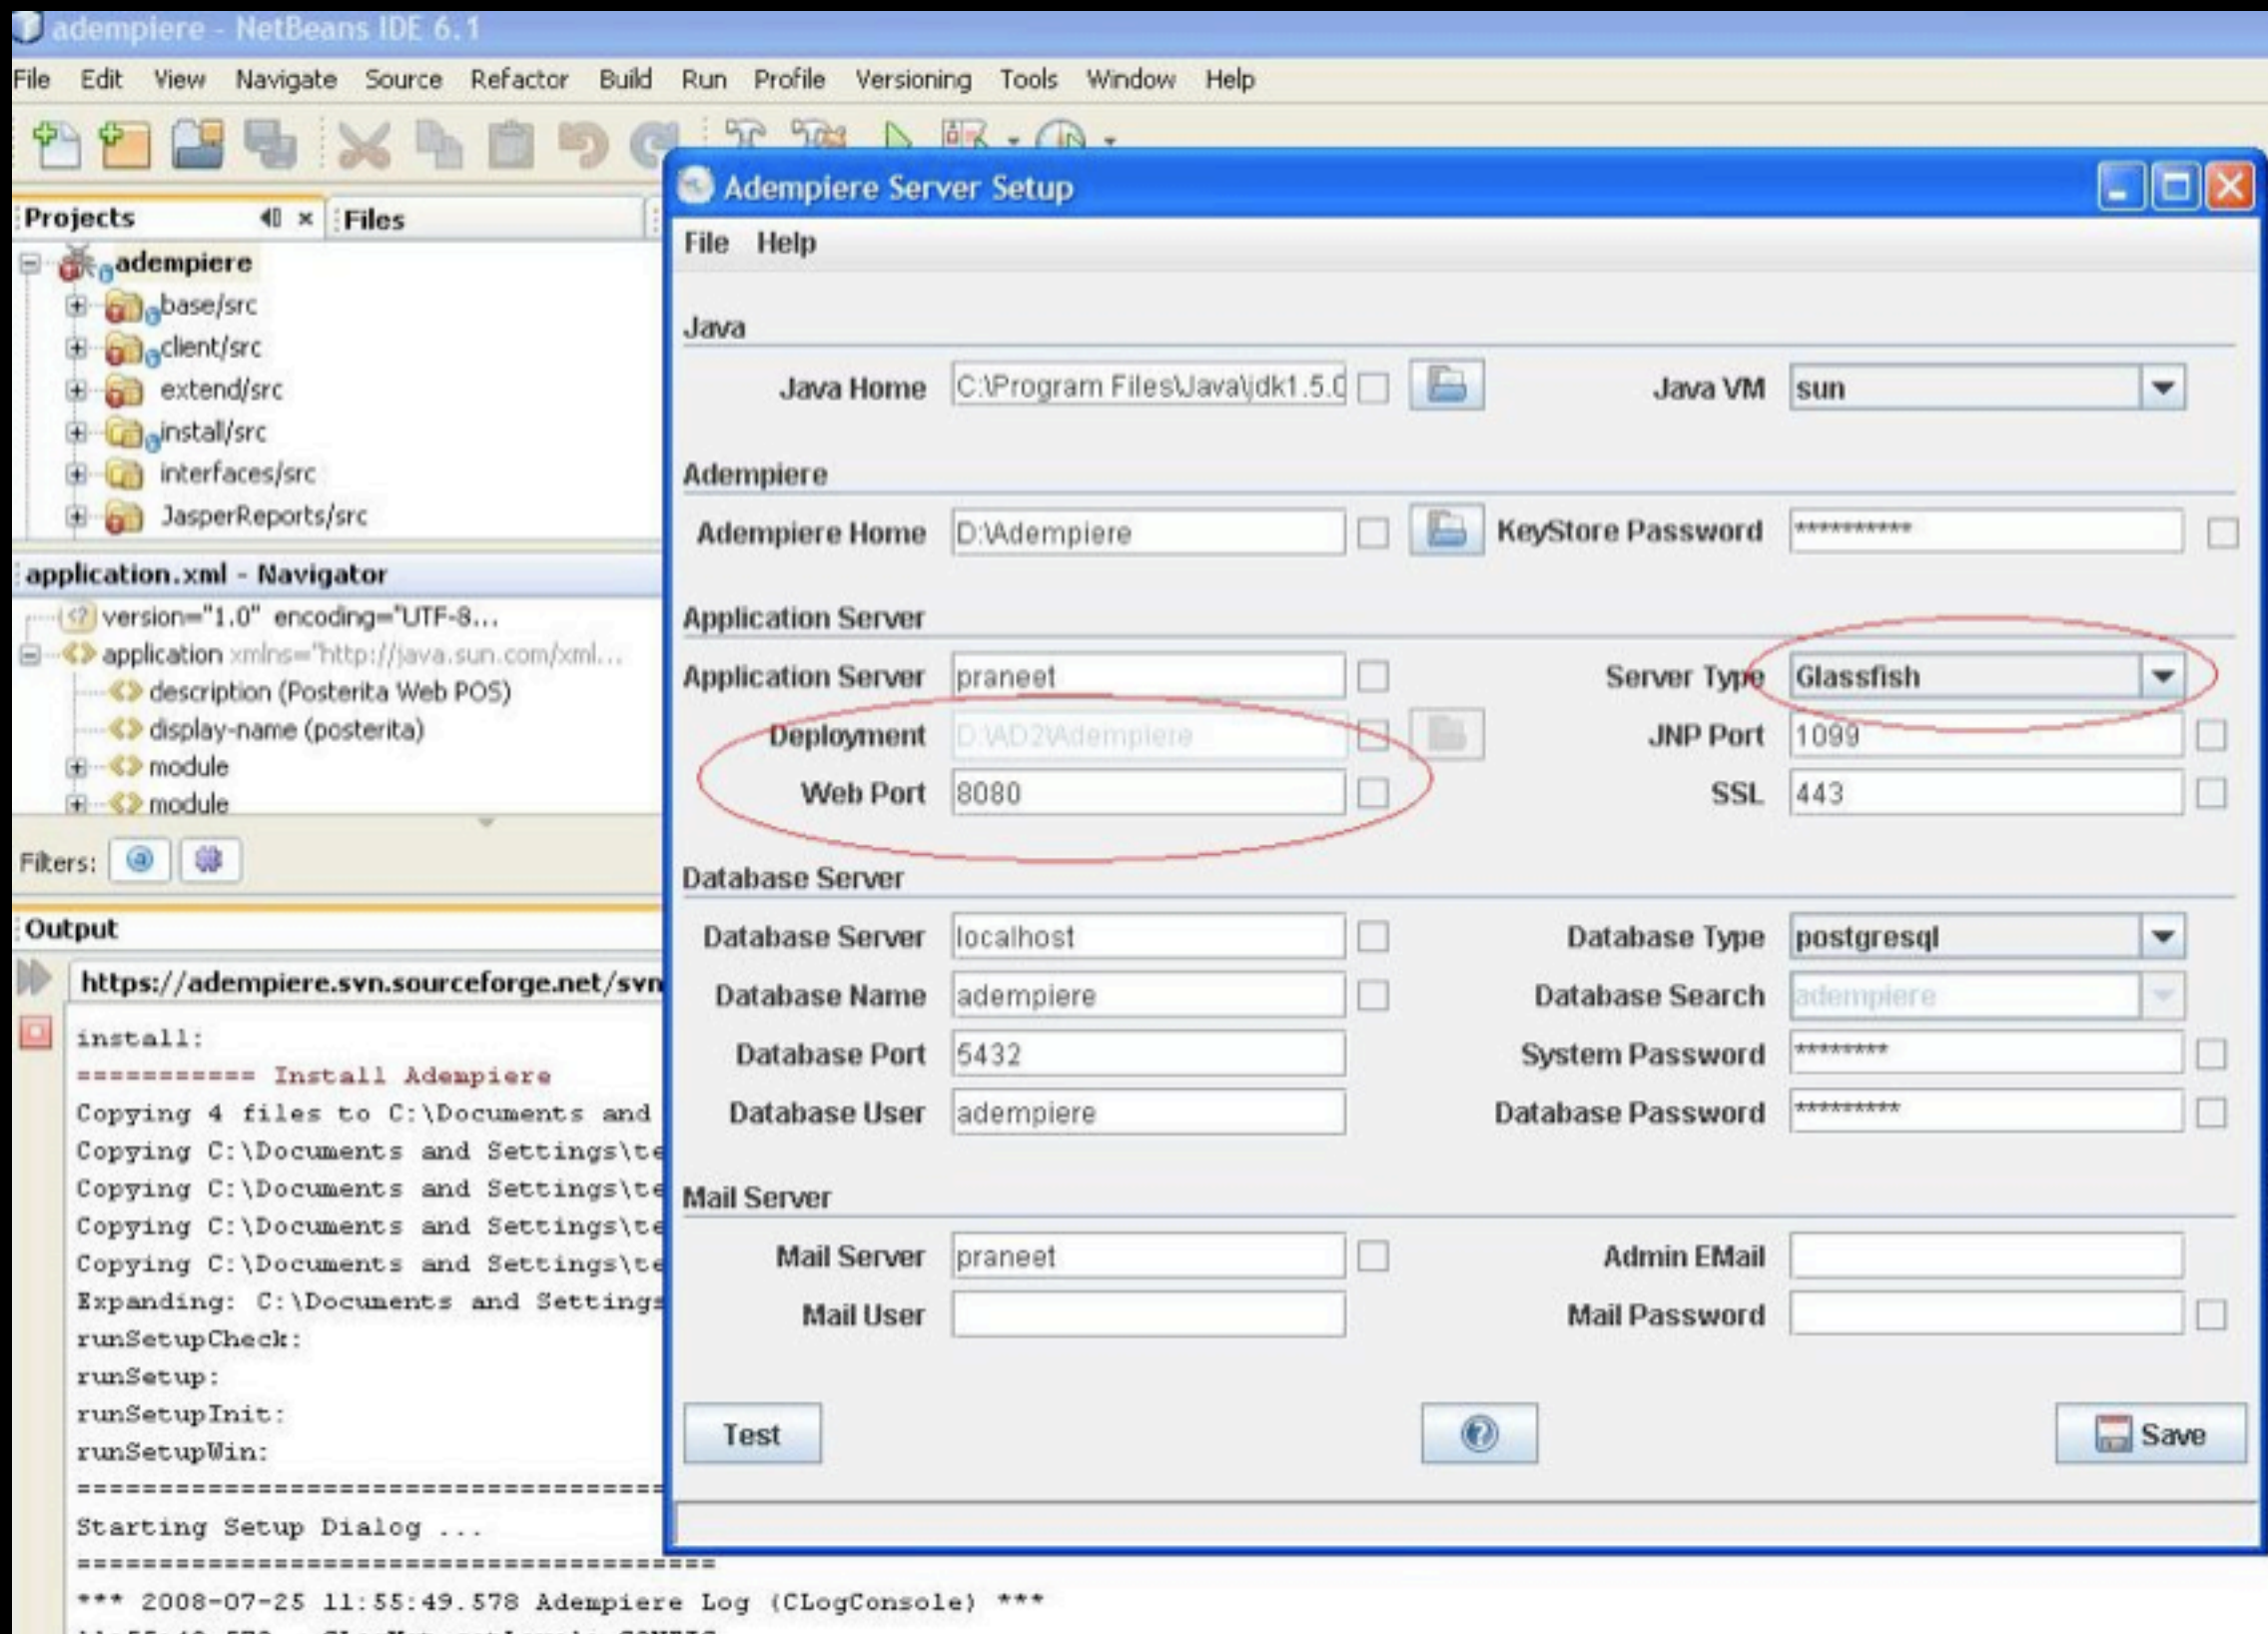 adempiere - NetBeans IDE 6.1
File Edit View Navigate Source Refactor Build Run Profile Versioning Tools Window Help
Projects Files
adempiere
base/src
client/src
extend/src
install/src
interfaces/src
JasperReports/src
application.xml - Navigator
version="1.0" encoding="UTF-8...
application xmlns="http://java.sun.com/xml...
description (Posterita Web POS)
display-name (posterita)
module
module
Filters:
Output
https://adempiere.svn.sourceforge.net/svn
install:
=========== Install Adempiere
Copying 4 files to C:\Documents and
Copying C:\Documents and Settings\te
Copying C:\Documents and Settings\te
Copying C:\Documents and Settings\te
Copying C:\Documents and Settings\te
Expanding: C:\Documents and Settings
runSetupCheck:
runSetup:
runSetupInit:
runSetupWin:
====================================
Starting Setup Dialog ...
=======================================
*** 2008-07-25 11:55:49.578 Adempiere Log (CLogConsole) ***
Adempiere Server Setup
File Help
Java
Java Home C:\Program Files\Java\jdk1.5.0 Java VM sun
Adempiere
Adempiere Home D:\Adempiere KeyStore Password **********
Application Server
Application Server praneet Server Type Glassfish
Deployment D:\AD2\Adempiere JNP Port 1099
Web Port 8080 SSL 443
Database Server
Database Server localhost Database Type postgresql
Database Name adempiere Database Search adempiere
Database Port 5432 System Password ********
Database User adempiere Database Password *********
Mail Server
Mail Server praneet Admin EMail
Mail User Mail Password
Test Save